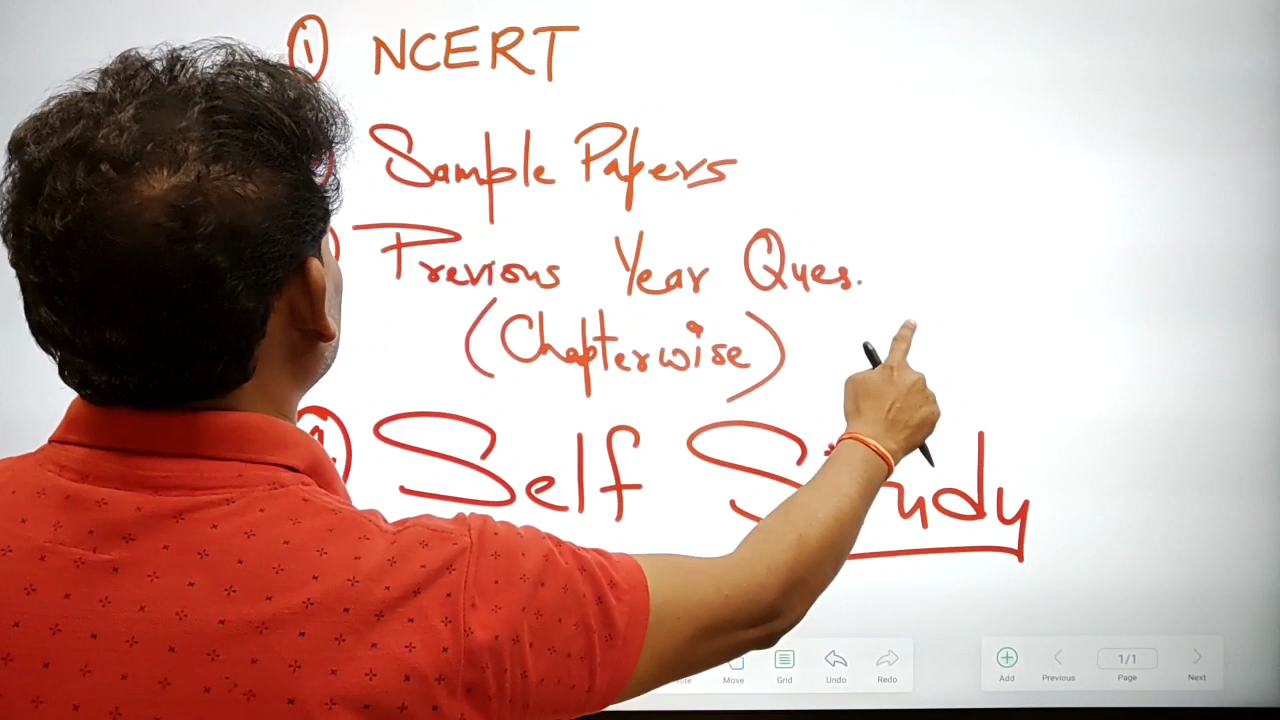 ① NCERT
Sample Papers
Previous Year Ques.
(Chapterwise)
Self Study
Move Grid Undo Redo
Add Previous 1/1 Page Next